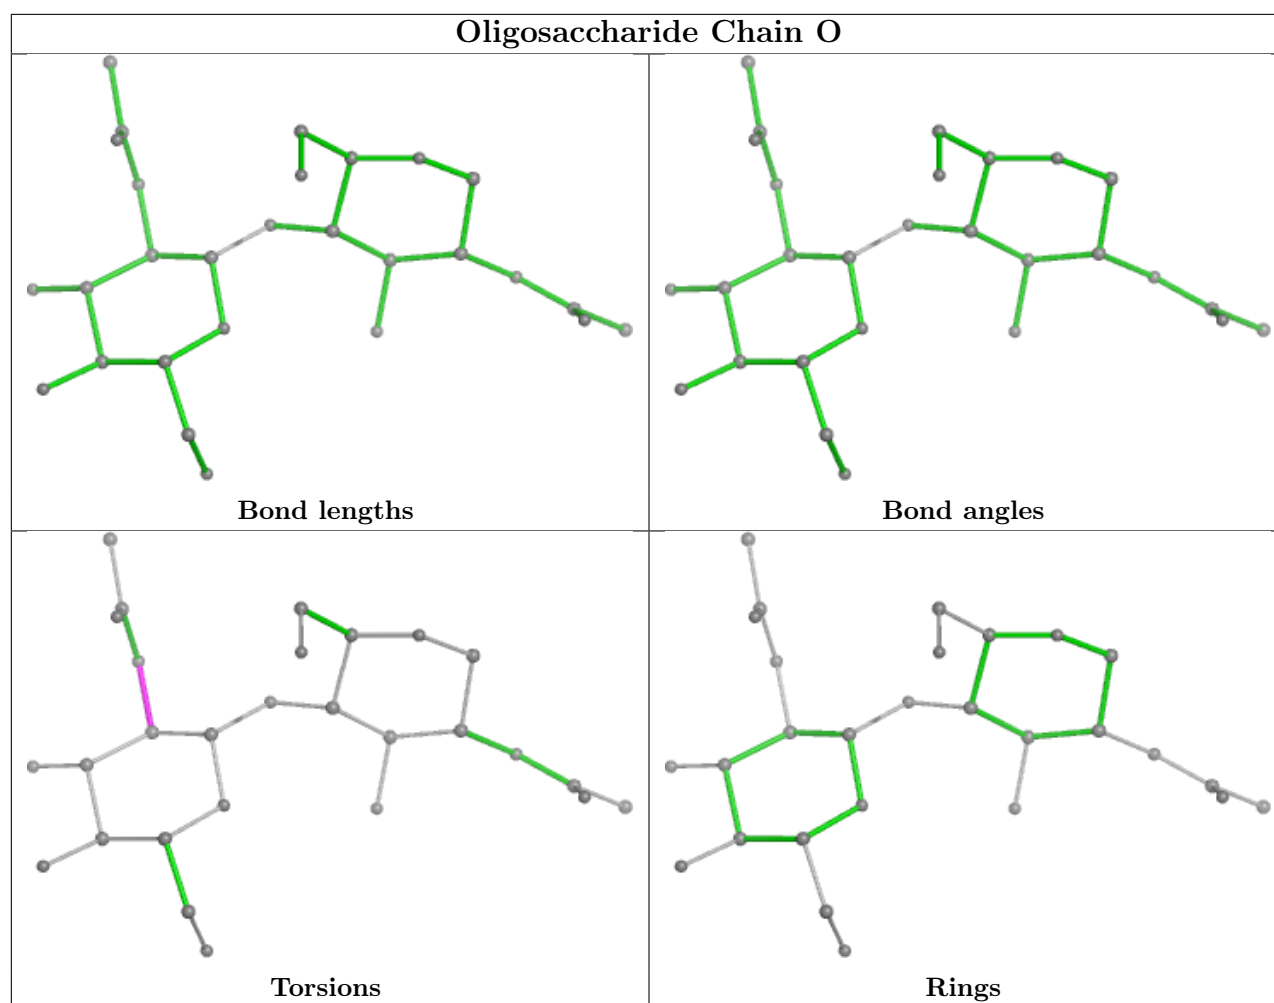 Oligosaccharide Chain O
Bond lengths
Bond angles
Torsions
Rings